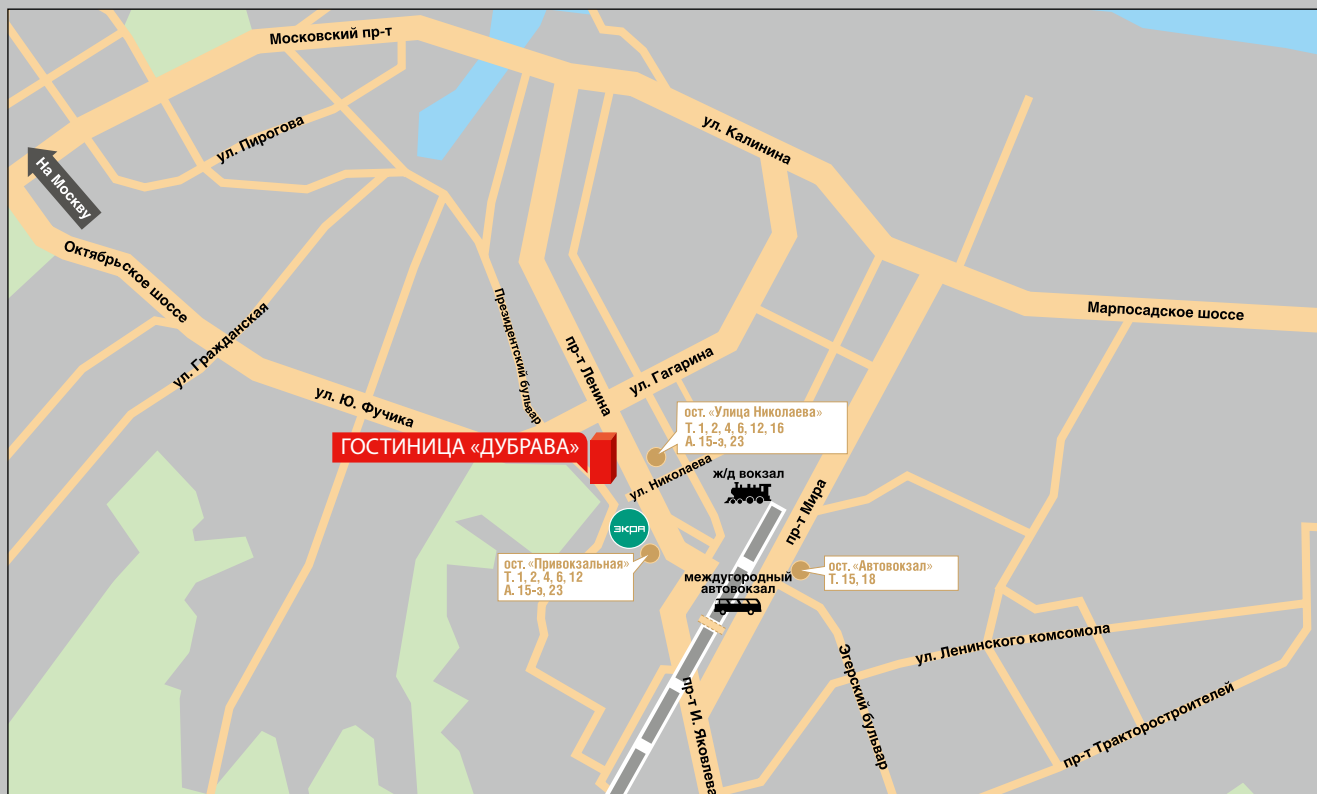 Московский пр-т
ул. Пирогова
ул. Калинина
На Москву
Октябрьское шоссе
Марпосадское шоссе
ул. Гражданская
Президентский бульвар
пр-т Ленина
ул. Гагарина
ул. Ю. Фучика
ост. «Улица Николаева»
Т. 1, 2, 4, 6, 12, 16
А. 15-э, 23
ГОСТИНИЦА «ДУБРАВА»
ул. Николаева
ж/д вокзал
пр-т Мира
экра
ост. «Привокзальная»
Т. 1, 2, 4, 6, 12
А. 15-э, 23
ост. «Автовокзал»
Т. 15, 18
междугородный
автовокзал
ул. Ленинского комсомола
Эгерский бульвар
пр-т И. Яковлева
пр-т Тракторостроителей